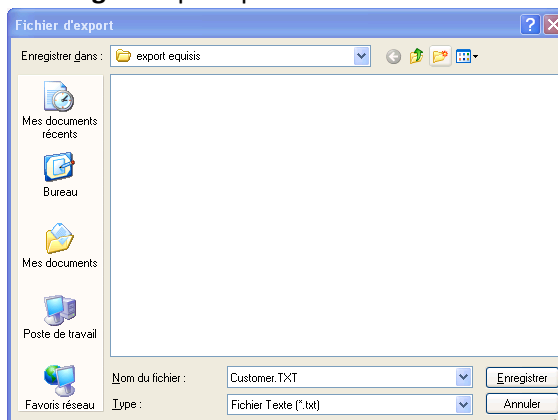 Fichier d'export
Enregistrer dans :
export equisis
Mes documents
récents
Bureau
Mes documents
Poste de travail
Favoris réseau
Nom du fichier :
Customer.TXT
Enregistrer
Type :
Fichier Texte (*.txt)
Annuler